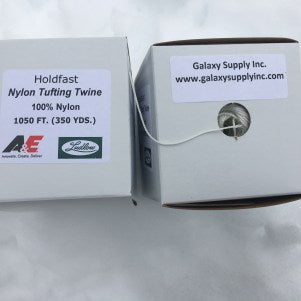 Holdfast
Nylon Tufting Twine
100% Nylon
1050 FT. (350 YDS.)
A&E
Ludlow
Galaxy Supply Inc.
www.galaxysupplyinc.com